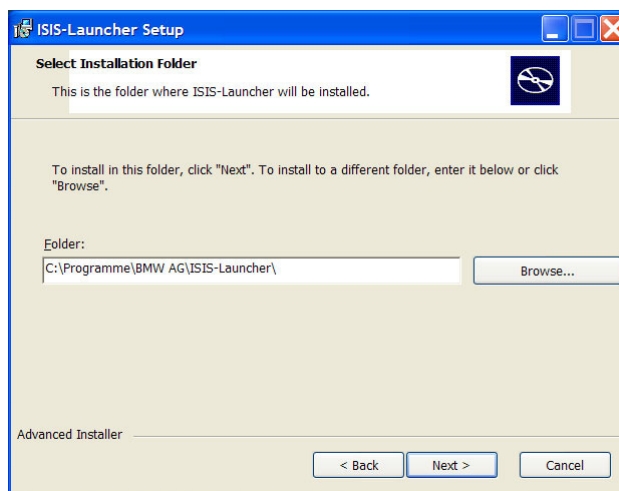 ISIS-Launcher Setup
Select Installation Folder
This is the folder where ISIS-Launcher will be installed.
To install in this folder, click "Next". To install to a different folder, enter it below or click
"Browse".
Folder:
C:\Programme\BMW AG\ISIS-Launcher\
Browse...
Advanced Installer
< Back
Next >
Cancel